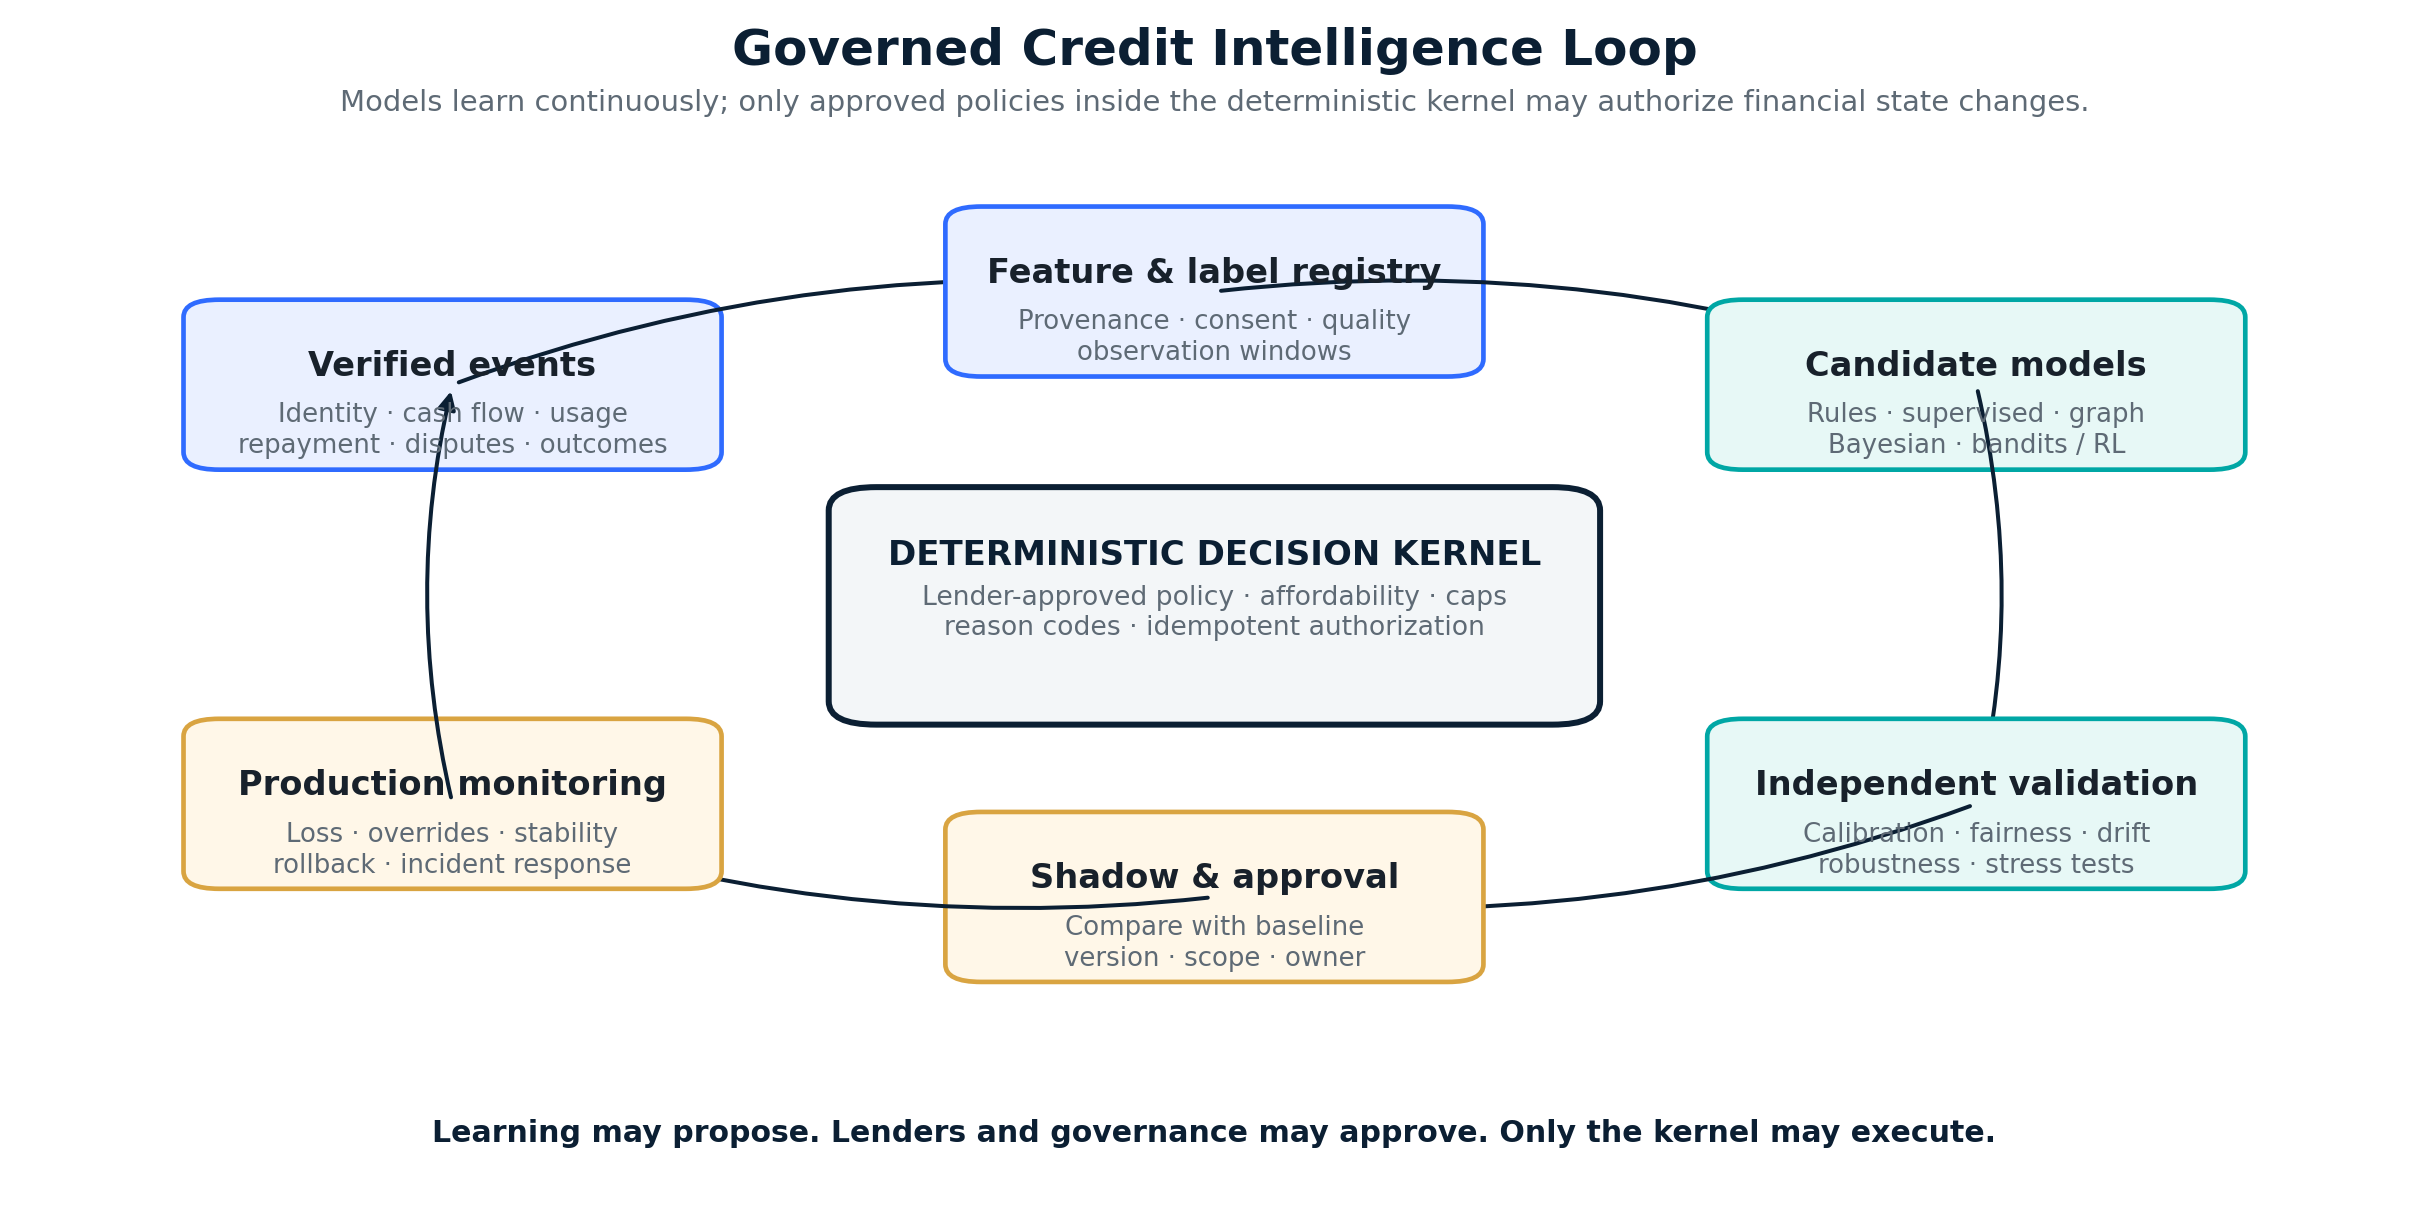 Governed Credit Intelligence Loop
Models learn continuously; only approved policies inside the deterministic kernel may authorize financial state changes.
Feature & label registry
Provenance · consent · quality
observation windows
Verified events
Identity · cash flow · usage
repayment · disputes · outcomes
Candidate models
Rules · supervised · graph
Bayesian · bandits / RL
DETERMINISTIC DECISION KERNEL
Lender-approved policy · affordability · caps
reason codes · idempotent authorization
Production monitoring
Loss · overrides · stability
rollback · incident response
Independent validation
Calibration · fairness · drift
robustness · stress tests
Shadow & approval
Compare with baseline
version · scope · owner
Learning may propose. Lenders and governance may approve. Only the kernel may execute.